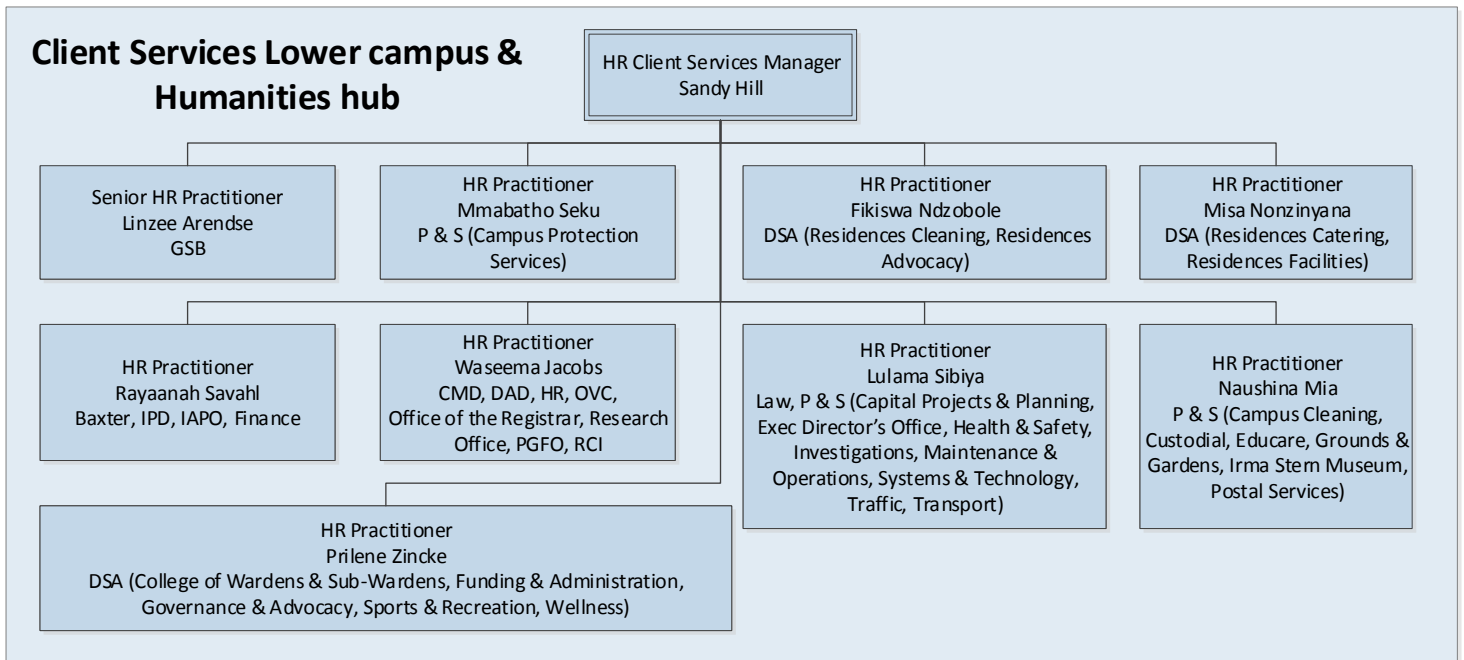 Client Services Lower campus &
Humanities hub
HR Client Services Manager
Sandy Hill
Senior HR Practitioner
Linzee Arendse
GSB
HR Practitioner
Mmabatho Seku
P & S (Campus Protection
Services)
HR Practitioner
Fikiswa Ndzobole
DSA (Residences Cleaning, Residences
Advocacy)
HR Practitioner
Misa Nonzinyana
DSA (Residences Catering,
Residences Facilities)
HR Practitioner
Rayaanah Savahl
Baxter, IPD, IAPO, Finance
HR Practitioner
Waseema Jacobs
CMD, DAD, HR, OVC,
Office of the Registrar, Research
Office, PGFO, RCI
HR Practitioner
Lulama Sibiya
Law, P & S (Capital Projects & Planning,
Exec Director’s Office, Health & Safety,
Investigations, Maintenance &
Operations, Systems & Technology,
Traffic, Transport)
HR Practitioner
Naushina Mia
P & S (Campus Cleaning,
Custodial, Educare, Grounds &
Gardens, Irma Stern Museum,
Postal Services)
HR Practitioner
Prilene Zincke
DSA (College of Wardens & Sub-Wardens, Funding & Administration,
Governance & Advocacy, Sports & Recreation, Wellness)